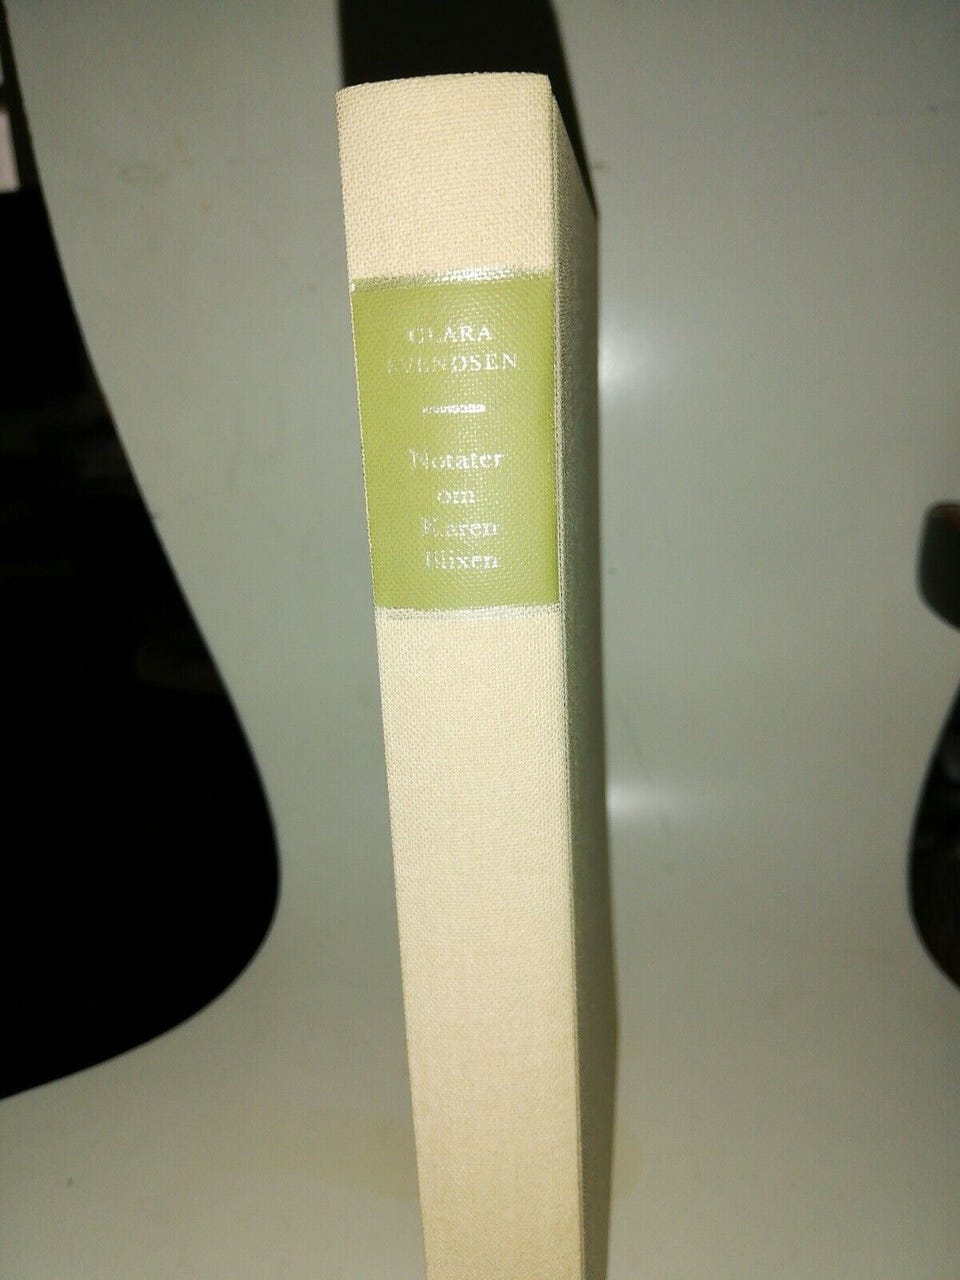 CLARA
SVENDSEN
Notater
om
Karen
Blixen